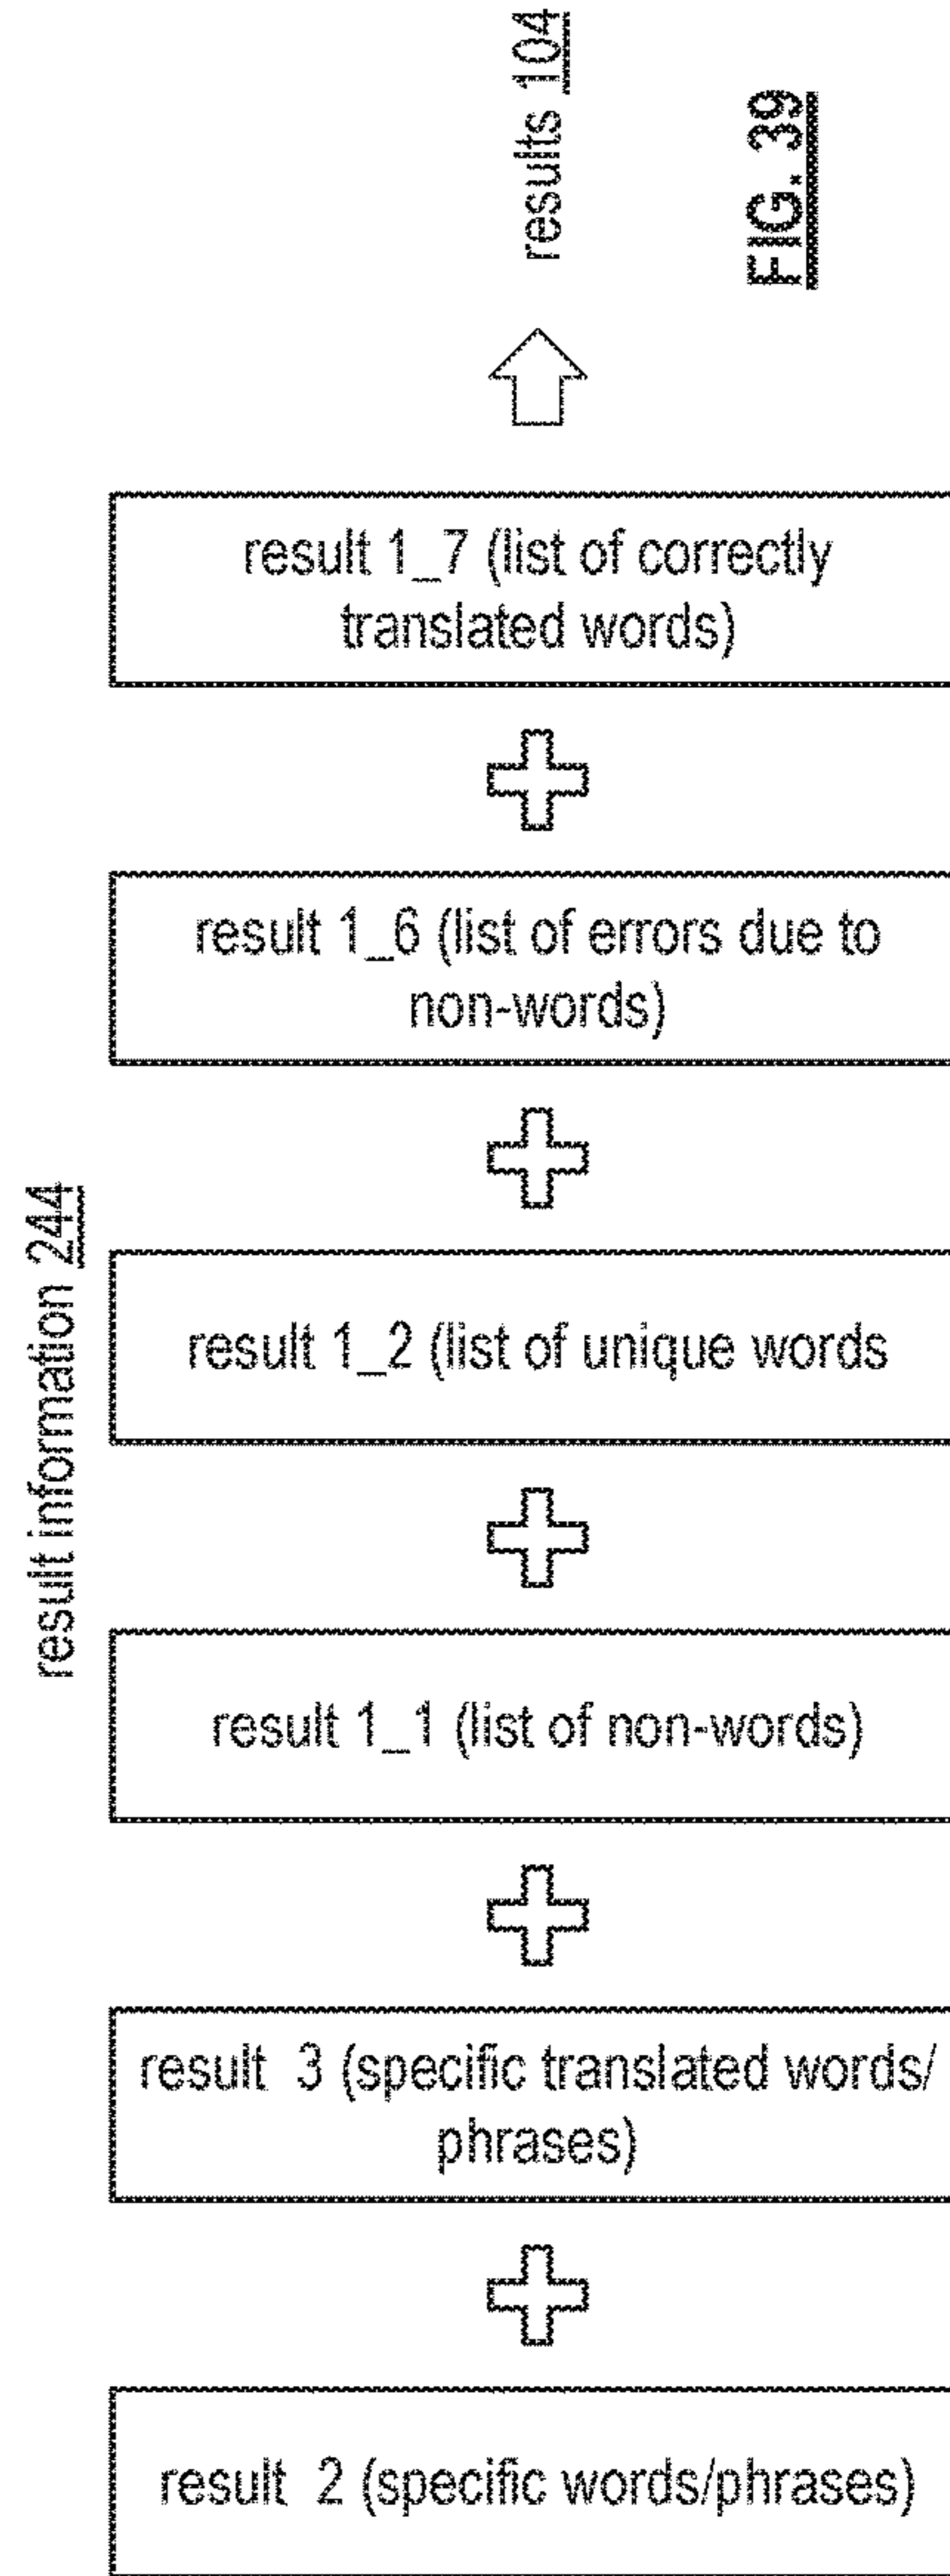 results 104
FIG. 39
result 1_7 (list of correctly
translated words)
result 1_6 (list of errors due to
non-words)
result information 244
result 1_2 (list of unique words
result 1_1 (list of non-words)
result 3 (specific translated words/
phrases)
result 2 (specific words/phrases)